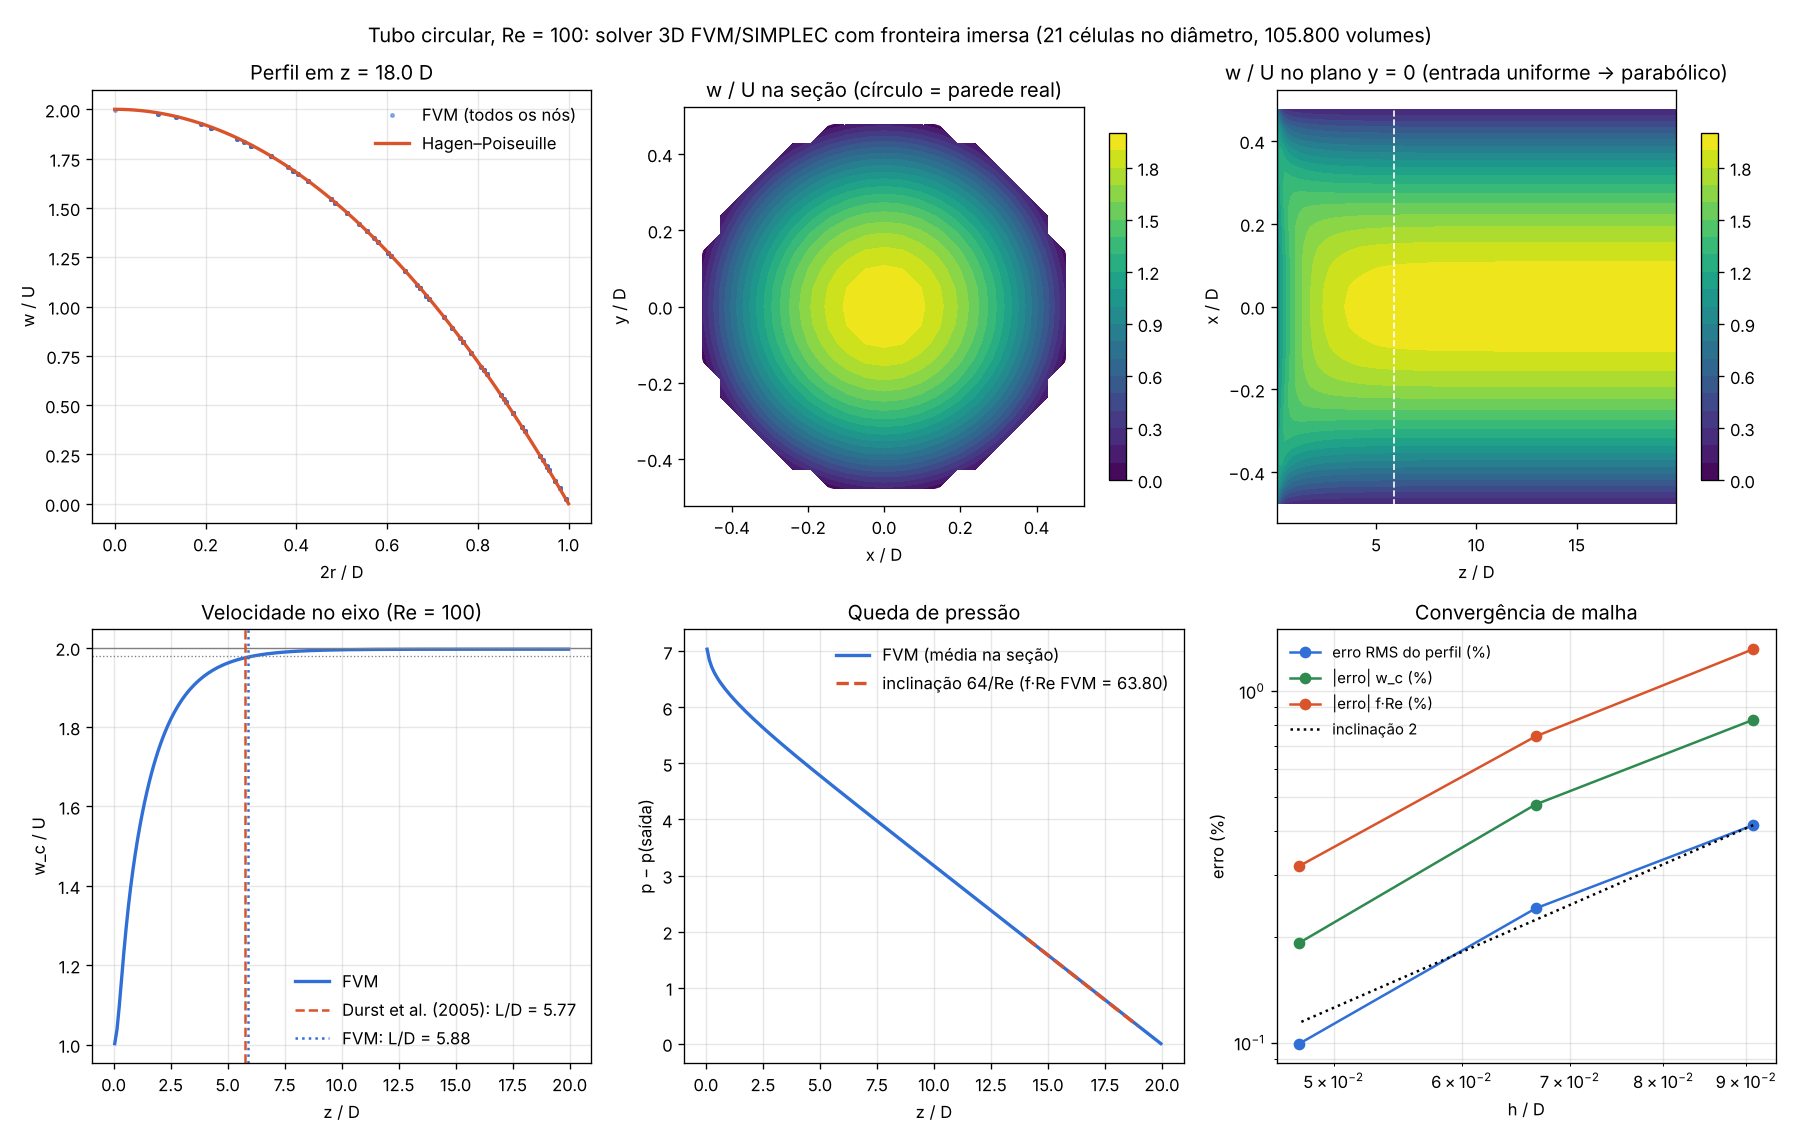 Tubo circular, Re = 100: solver 3D FVM/SIMPLEC com fronteira imersa (21 células no diâmetro, 105.800 volumes)
Perfil em z = 18.0 D
w / U
2.00
1.75
1.50
1.25
1.00
0.75
0.50
0.25
0.00
FVM (todos os nós)
Hagen–Poiseuille
0.0 0.2 0.4 0.6 0.8 1.0
2r / D
w / U na seção (círculo = parede real)
y / D
0.4
0.2
0.0
−0.2
−0.4
−0.4 −0.2 0.0 0.2 0.4
x / D
1.8
1.5
1.2
0.9
0.6
0.3
0.0
w / U no plano y = 0 (entrada uniforme → parabólico)
x / D
0.4
0.2
0.0
−0.2
−0.4
5 10 15
z / D
1.8
1.5
1.2
0.9
0.6
0.3
0.0
Velocidade no eixo (Re = 100)
w_c / U
2.0
1.8
1.6
1.4
1.2
1.0
FVM
Durst et al. (2005): L/D = 5.77
FVM: L/D = 5.88
0.0 2.5 5.0 7.5 10.0 12.5 15.0 17.5 20.0
z / D
Queda de pressão
p − p(saída)
7
6
5
4
3
2
1
0
FVM (média na seção)
inclinação 64/Re (f·Re FVM = 63.80)
0.0 2.5 5.0 7.5 10.0 12.5 15.0 17.5 20.0
z / D
Convergência de malha
erro (%)
10⁰
10⁻¹
erro RMS do perfil (%)
|erro| w_c (%)
|erro| f·Re (%)
inclinação 2
5 × 10⁻² 6 × 10⁻² 7 × 10⁻² 8 × 10⁻² 9 × 10⁻²
h / D